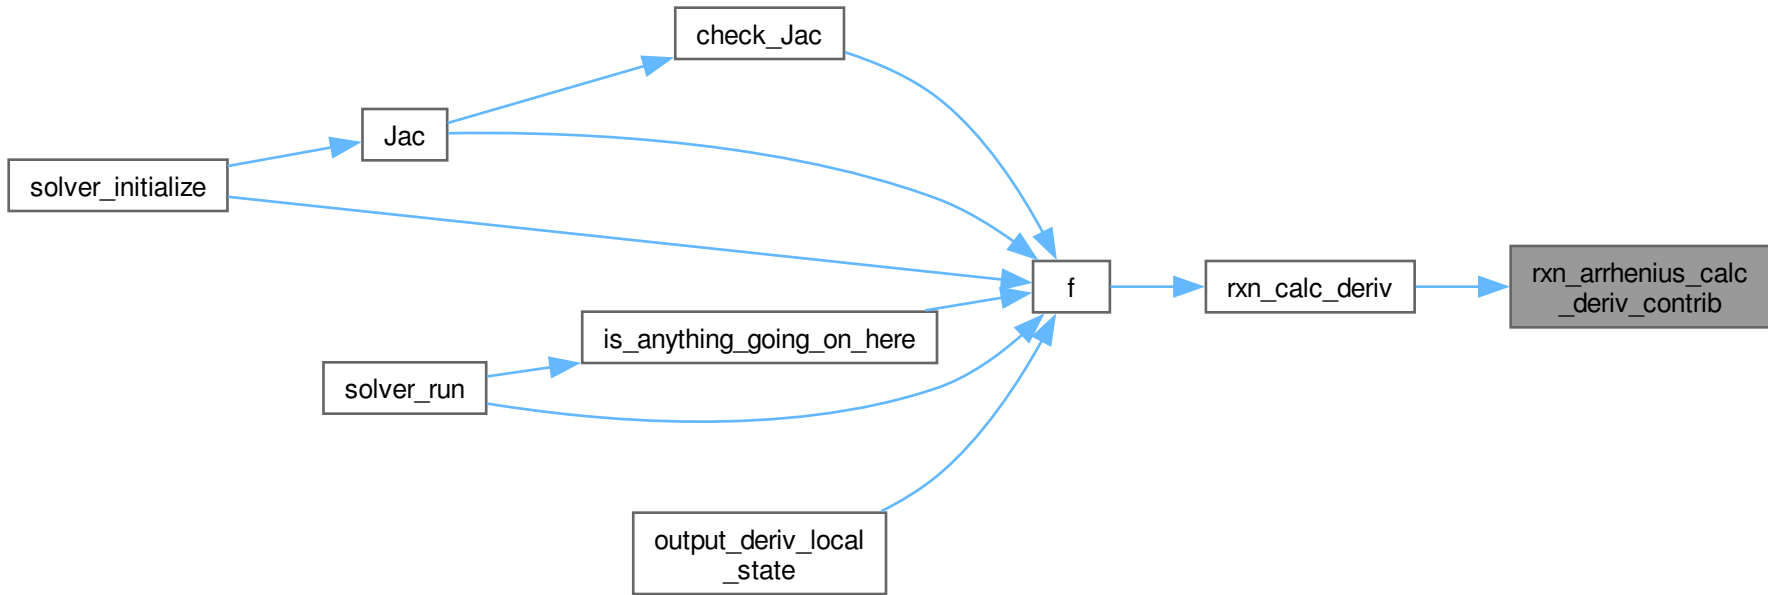 check_Jac
Jac
solver_initialize
f
rxn_calc_deriv
rxn_arrhenius_calc
_deriv_contrib
is_anything_going_on_here
solver_run
output_deriv_local
_state